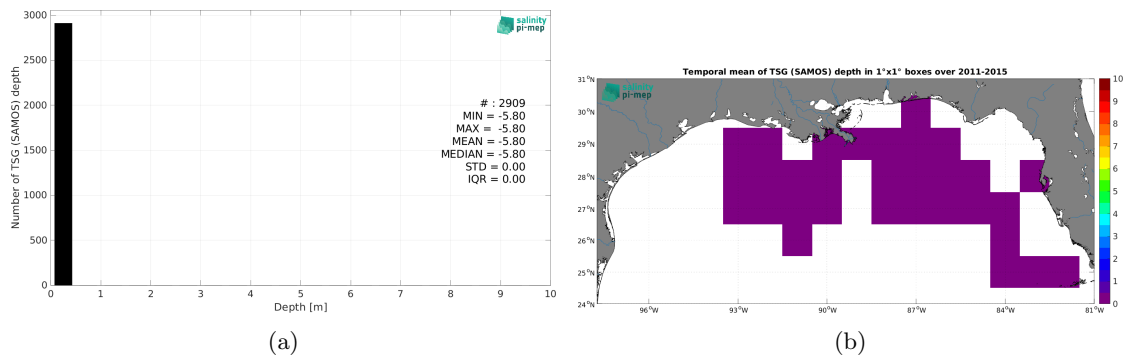 salinity
pi-mep
Number of TSG (SAMOS) depth
3000
2500
2000
1500
1000
500
0
# : 2909
MIN = -5.80
MAX = -5.80
MEAN = -5.80
MEDIAN = -5.80
STD = 0.00
IQR = 0.00
0 1 2 3 4 5 6 7 8 9 10
Depth [m]
(a)
Temporal mean of TSG (SAMOS) depth in 1°x1° boxes over 2011-2015
salinity
pi-mep
31°N
30°N
29°N
28°N
27°N
26°N
25°N
24°N
96°W 93°W 90°W 87°W 84°W 81°W
10
9
8
7
6
5
4
3
2
1
0
(b)